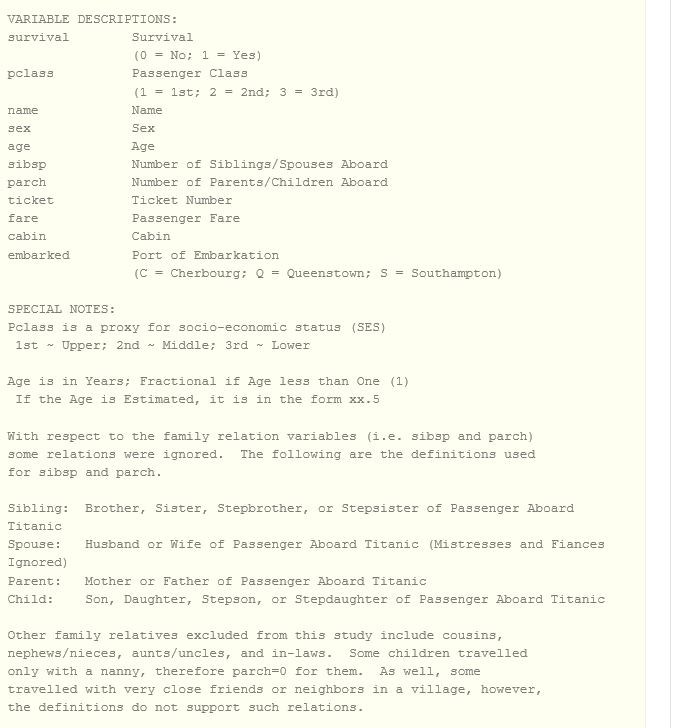 VARIABLE DESCRIPTIONS:
survival        Survival
                (0 = No; 1 = Yes)
pclass          Passenger Class
                (1 = 1st; 2 = 2nd; 3 = 3rd)
name            Name
sex             Sex
age             Age
sibsp           Number of Siblings/Spouses Aboard
parch           Number of Parents/Children Aboard
ticket          Ticket Number
fare            Passenger Fare
cabin           Cabin
embarked        Port of Embarkation
                (C = Cherbourg; Q = Queenstown; S = Southampton)

SPECIAL NOTES:
Pclass is a proxy for socio-economic status (SES)
 1st ~ Upper; 2nd ~ Middle; 3rd ~ Lower

Age is in Years; Fractional if Age less than One (1)
 If the Age is Estimated, it is in the form xx.5

With respect to the family relation variables (i.e. sibsp and parch)
some relations were ignored.  The following are the definitions used
for sibsp and parch.

Sibling:  Brother, Sister, Stepbrother, or Stepsister of Passenger Aboard
Titanic
Spouse:   Husband or Wife of Passenger Aboard Titanic (Mistresses and Fiances
Ignored)
Parent:   Mother or Father of Passenger Aboard Titanic
Child:    Son, Daughter, Stepson, or Stepdaughter of Passenger Aboard Titanic

Other family relatives excluded from this study include cousins,
nephews/nieces, aunts/uncles, and in-laws.  Some children travelled
only with a nanny, therefore parch=0 for them.  As well, some
travelled with very close friends or neighbors in a village, however,
the definitions do not support such relations.